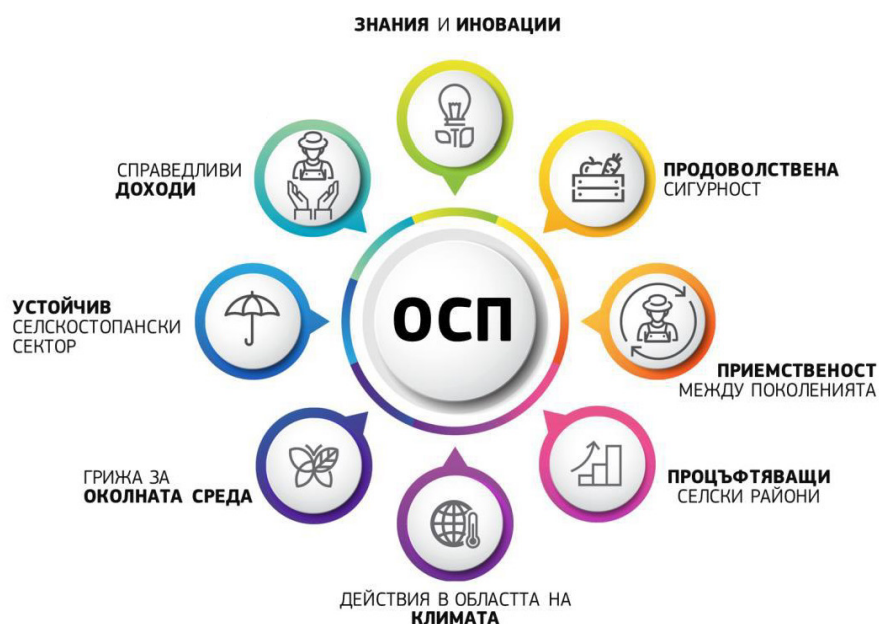 ЗНАНИЯ И ИНОВАЦИИ
СПРАВЕДЛИВИ
ДОХОДИ
ПРОДОВОЛСТВЕНА
СИГУРНОСТ
УСТОЙЧИВ
СЕЛСКОСТОПАНСКИ
СЕКТОР
ОСП
ПРИЕМСТВЕНОСТ
МЕЖДУ ПОКОЛЕНИЯТА
ГРИЖА ЗА
ОКОЛНАТА СРЕДА
ПРОЦЪФТЯВАЩИ
СЕЛСКИ РАЙОНИ
ДЕЙСТВИЯ В ОБЛАСТТА НА
КЛИМАТА